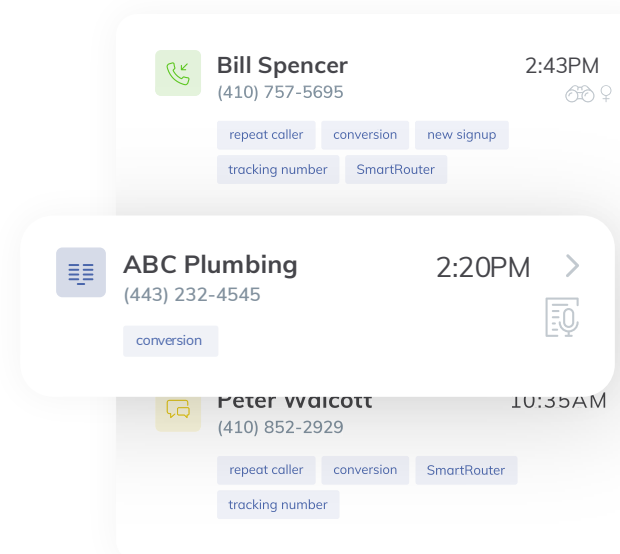 Bill Spencer 2:43PM
(410) 757-5695
repeat caller conversion new signup
tracking number SmartRouter
ABC Plumbing 2:20PM
(443) 232-4545
conversion
Peter Walcott 10:35AM
(410) 852-2929
repeat caller conversion SmartRouter
tracking number